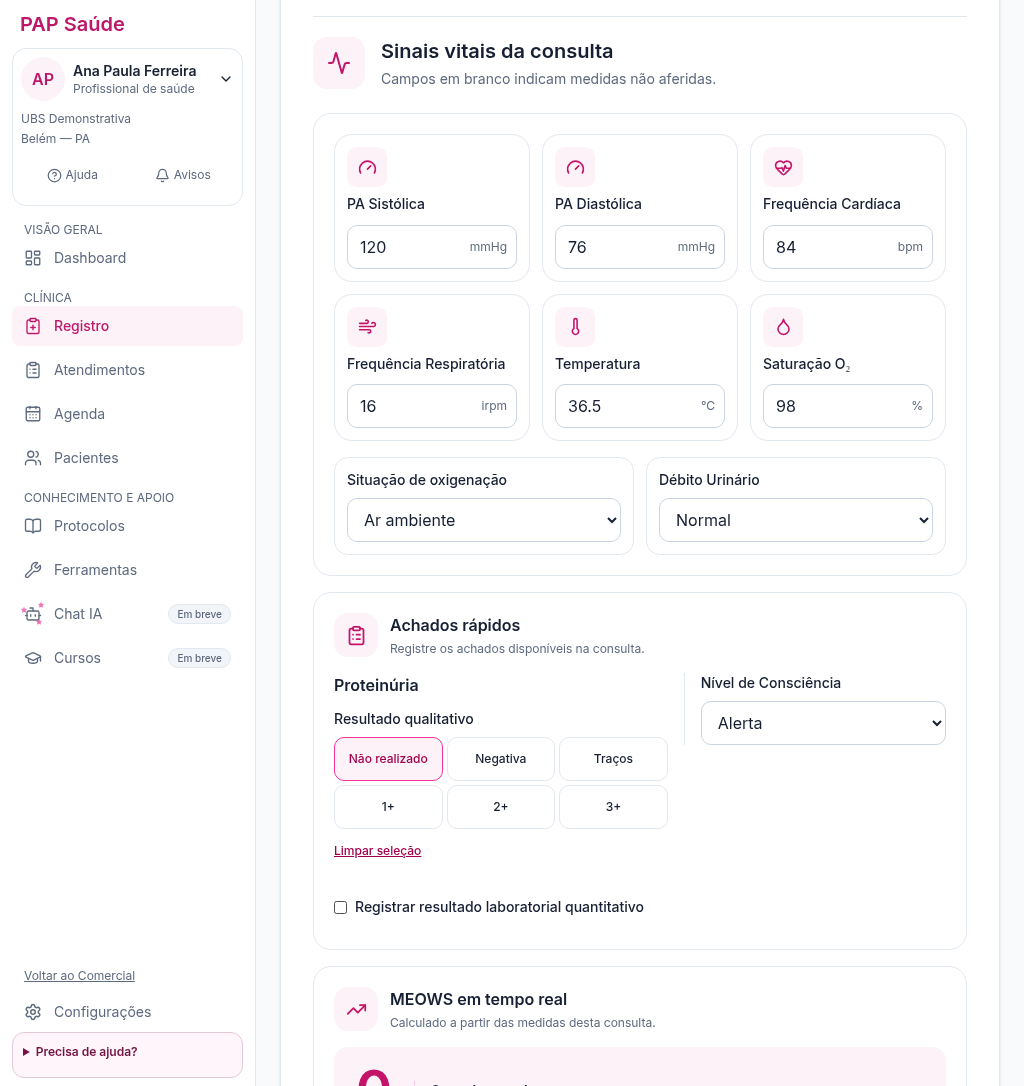 PAP Saúde
AP
Ana Paula Ferreira
Profissional de saúde
UBS Demonstrativa
Belém — PA
Ajuda
Avisos
VISÃO GERAL
Dashboard
CLÍNICA
Registro
Atendimentos
Agenda
Pacientes
CONHECIMENTO E APOIO
Protocolos
Ferramentas
Chat IA
Em breve
Cursos
Em breve
Voltar ao Comercial
Configurações
Precisa de ajuda?
Sinais vitais da consulta
Campos em branco indicam medidas não aferidas.
PA Sistólica
120 mmHg
PA Diastólica
76 mmHg
Frequência Cardíaca
84 bpm
Frequência Respiratória
16 irpm
Temperatura
36.5 °C
Saturação O₂
98 %
Situação de oxigenação
Ar ambiente
Débito Urinário
Normal
Achados rápidos
Registre os achados disponíveis na consulta.
Proteinúria
Resultado qualitativo
Não realizado
Negativa
Traços
1+
2+
3+
Limpar seleção
Registrar resultado laboratorial quantitativo
Nível de Consciência
Alerta
MEOWS em tempo real
Calculado a partir das medidas desta consulta.